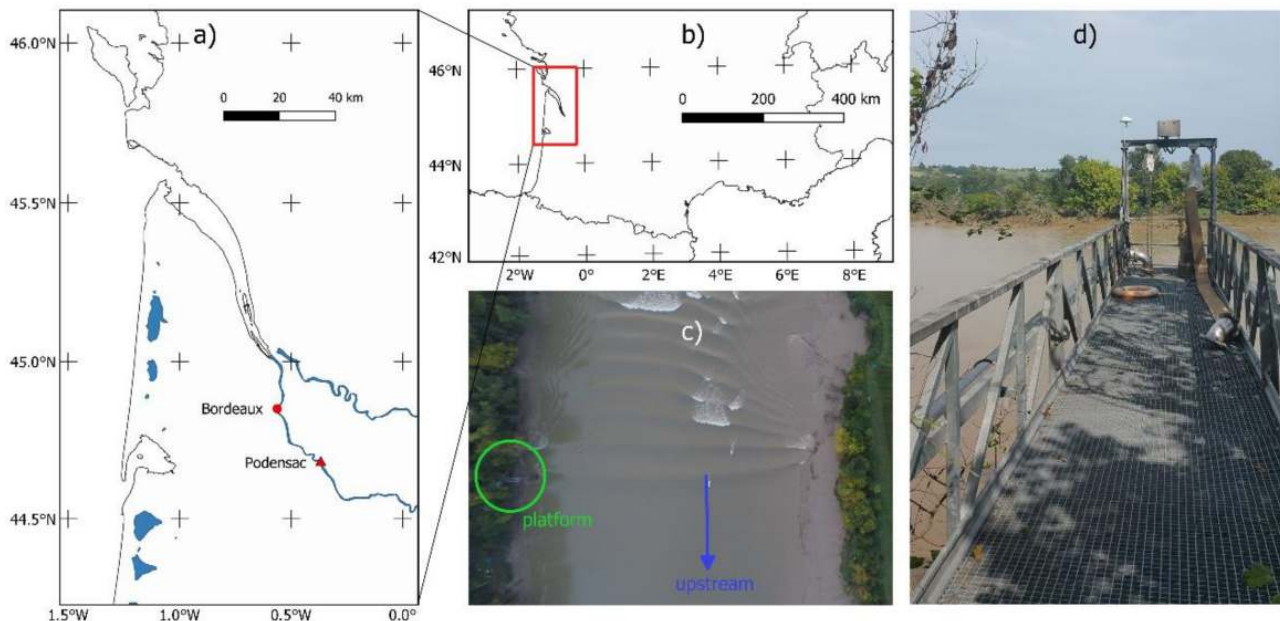 a)
46.0°N
45.5°N
45.0°N
44.5°N
1.5°W 1.0°W 0.5°W 0.0°
0 20 40 km
Bordeaux
Podensac
b)
46°N
44°N
42°N
2°W 0° 2°E 4°E 6°E 8°E
0 200 400 km
c)
platform
upstream
d)